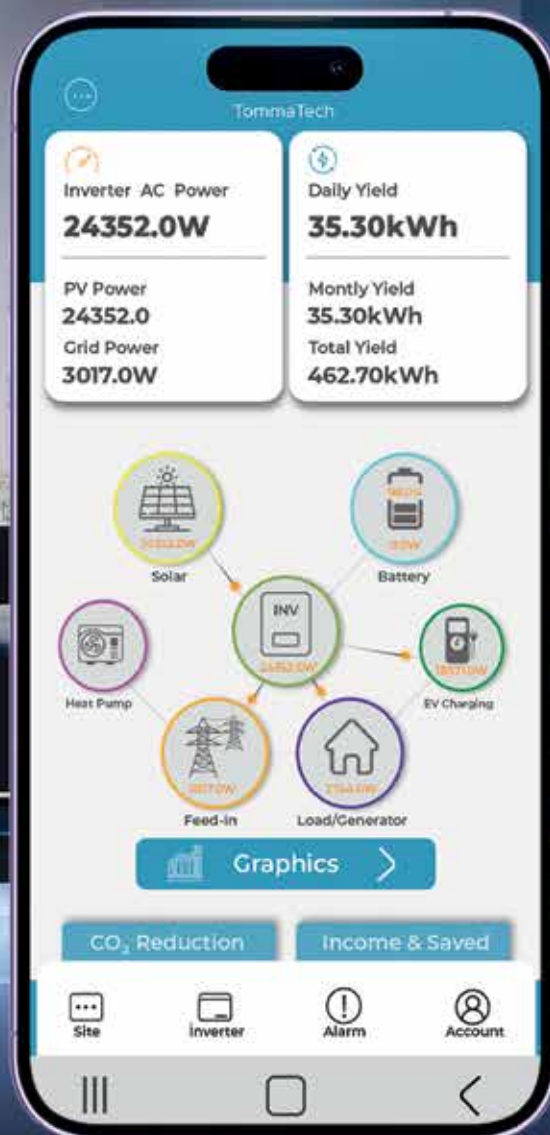 TommaTech
Inverter AC Power
24352.0W
PV Power
24352.0
Grid Power
3017.0W
Daily Yield
35.30kWh
Montly Yield
35.30kWh
Total Yield
462.70kWh
Solar
Battery
INV
24352.0W
Heat Pump
EV Charging
Feed-in
Load/Generator
Graphics
CO₂ Reduction
Income & Saved
Site
İnverter
Alarm
Account